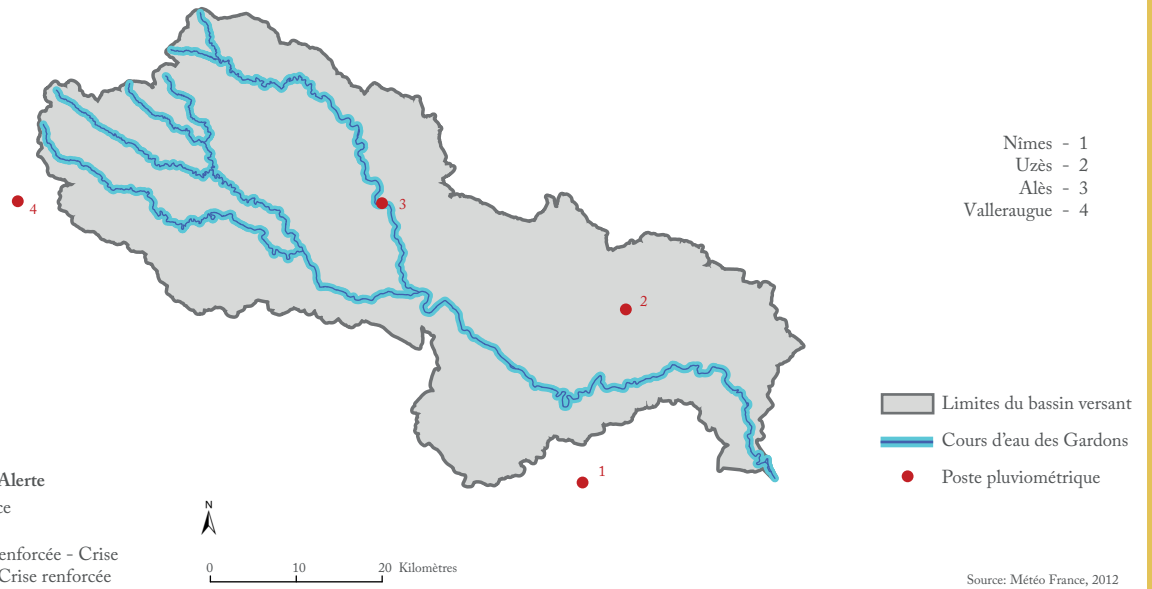 Nîmes - 1
Uzès - 2
Alès - 3
Valleraugue - 4
4
3
2
1
Limites du bassin versant
Cours d'eau des Gardons
Poste pluviométrique
Alerte
N
- Crise
Crise renforcée
0 10 20 Kilomètres
Source: Météo France, 2012